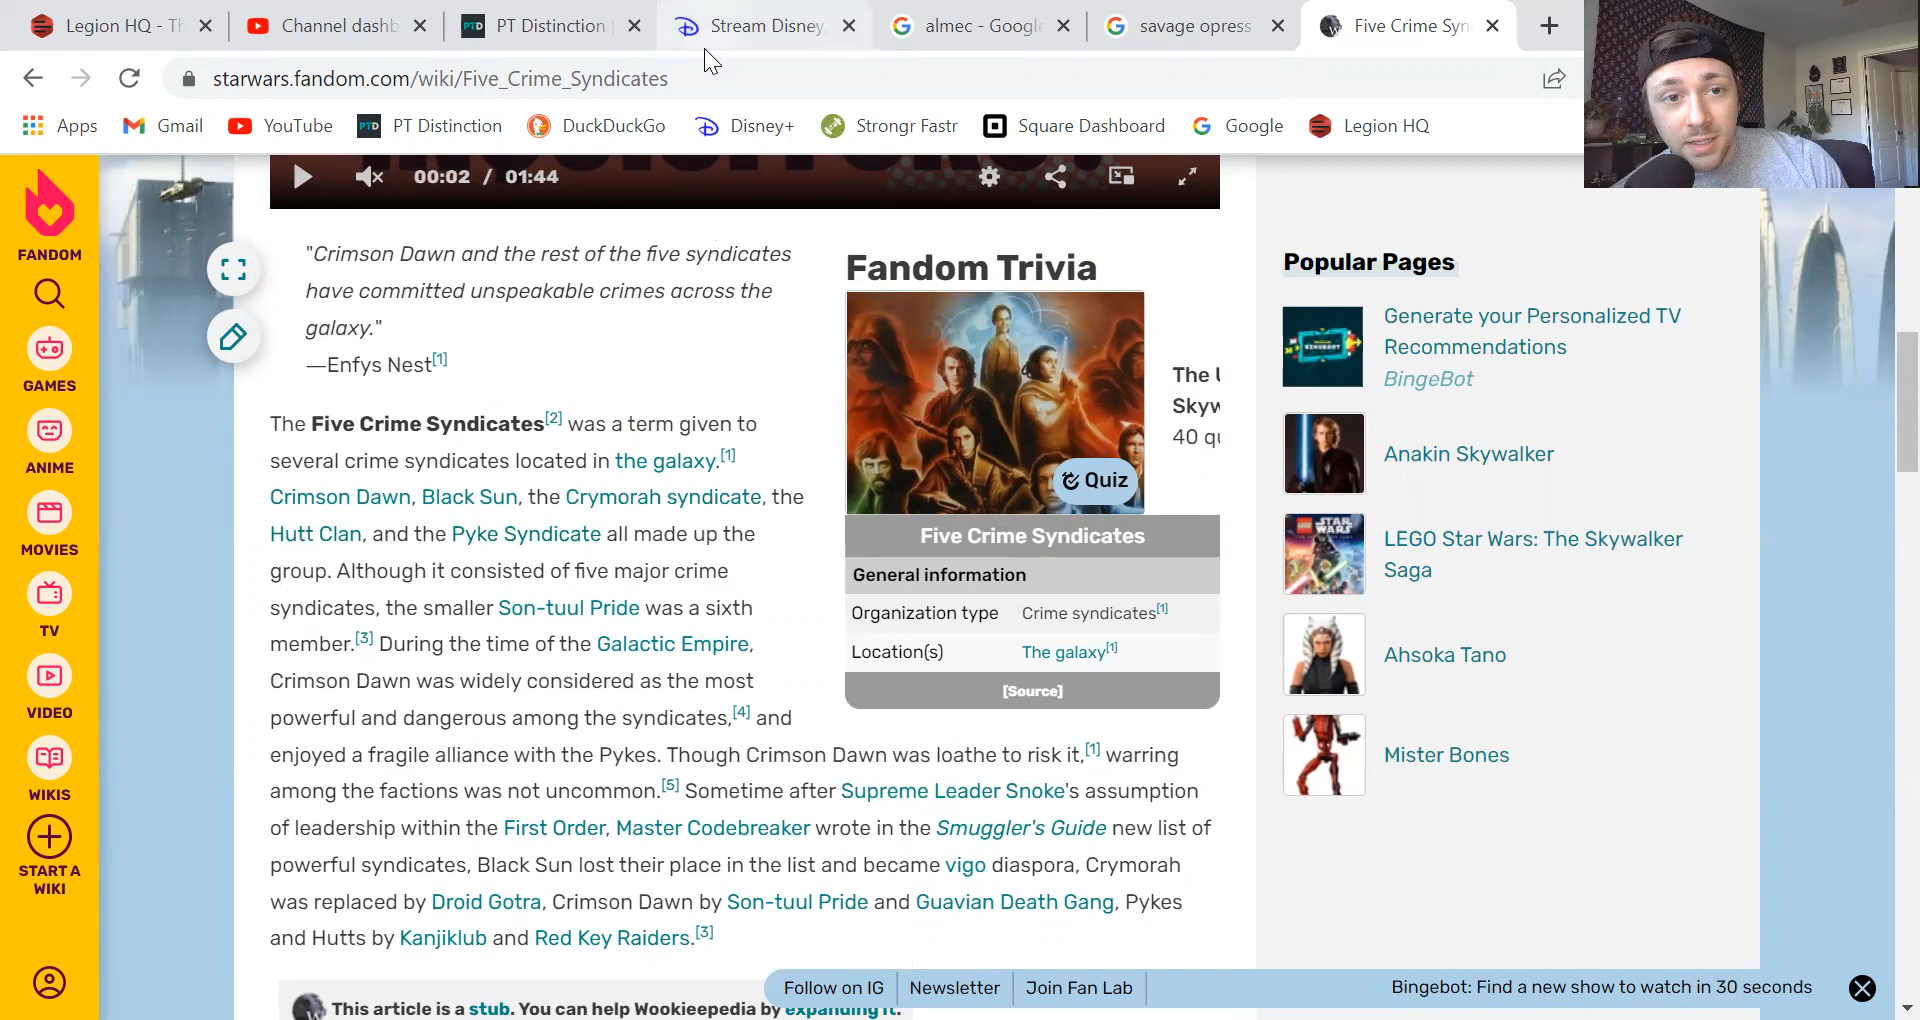 Legion HQ - Th
Channel dashb
PTD PT Distinction |
Stream Disney
almec - Google
savage opress
Five Crime Syn
starwars.fandom.com/wiki/Five_Crime_Syndicates
Apps
Gmail
YouTube
PTD PT Distinction
DuckDuckGo
Disney+
Strongr Fastr
Square Dashboard
Google
Legion HQ
FANDOM
GAMES
ANIME
MOVIES
TV
VIDEO
WIKIS
START A
WIKI
00:02 / 01:44
"Crimson Dawn and the rest of the five syndicates
have committed unspeakable crimes across the
galaxy."
—Enfys Nest[1]
The Five Crime Syndicates[2] was a term given to
several crime syndicates located in the galaxy.[1]
Crimson Dawn, Black Sun, the Crymorah syndicate, the
Hutt Clan, and the Pyke Syndicate all made up the
group. Although it consisted of five major crime
syndicates, the smaller Son-tuul Pride was a sixth
member.[3] During the time of the Galactic Empire,
Crimson Dawn was widely considered as the most
powerful and dangerous among the syndicates,[4] and
enjoyed a fragile alliance with the Pykes. Though Crimson Dawn was loathe to risk it,[1] warring
among the factions was not uncommon.[5] Sometime after Supreme Leader Snoke's assumption
of leadership within the First Order, Master Codebreaker wrote in the Smuggler's Guide new list of
powerful syndicates, Black Sun lost their place in the list and became vigo diaspora, Crymorah
was replaced by Droid Gotra, Crimson Dawn by Son-tuul Pride and Guavian Death Gang, Pykes
and Hutts by Kanjiklub and Red Key Raiders.[3]
This article is a stub. You can help Wookieepedia by expanding it.
Fandom Trivia
Quiz
The U
Skyw
40 qu
Five Crime Syndicates
General information
Organization type Crime syndicates[1]
Location(s) The galaxy[1]
[Source]
Popular Pages
Generate your Personalized TV
Recommendations
BingeBot
Anakin Skywalker
LEGO Star Wars: The Skywalker
Saga
Ahsoka Tano
Mister Bones
Follow on IG
Newsletter
Join Fan Lab
Bingebot: Find a new show to watch in 30 seconds